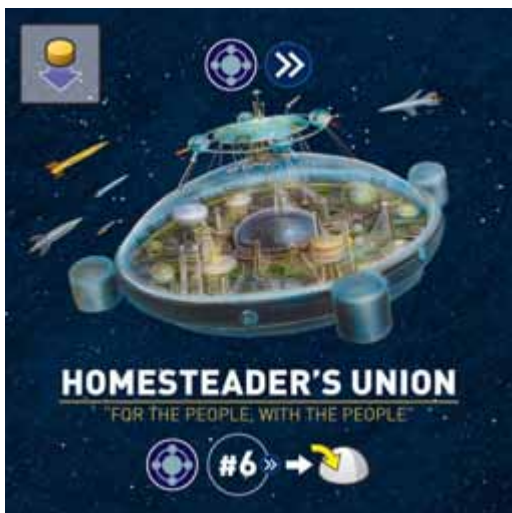 HOMESTEADER'S UNION
"FOR THE PEOPLE, WITH THE PEOPLE"
#6